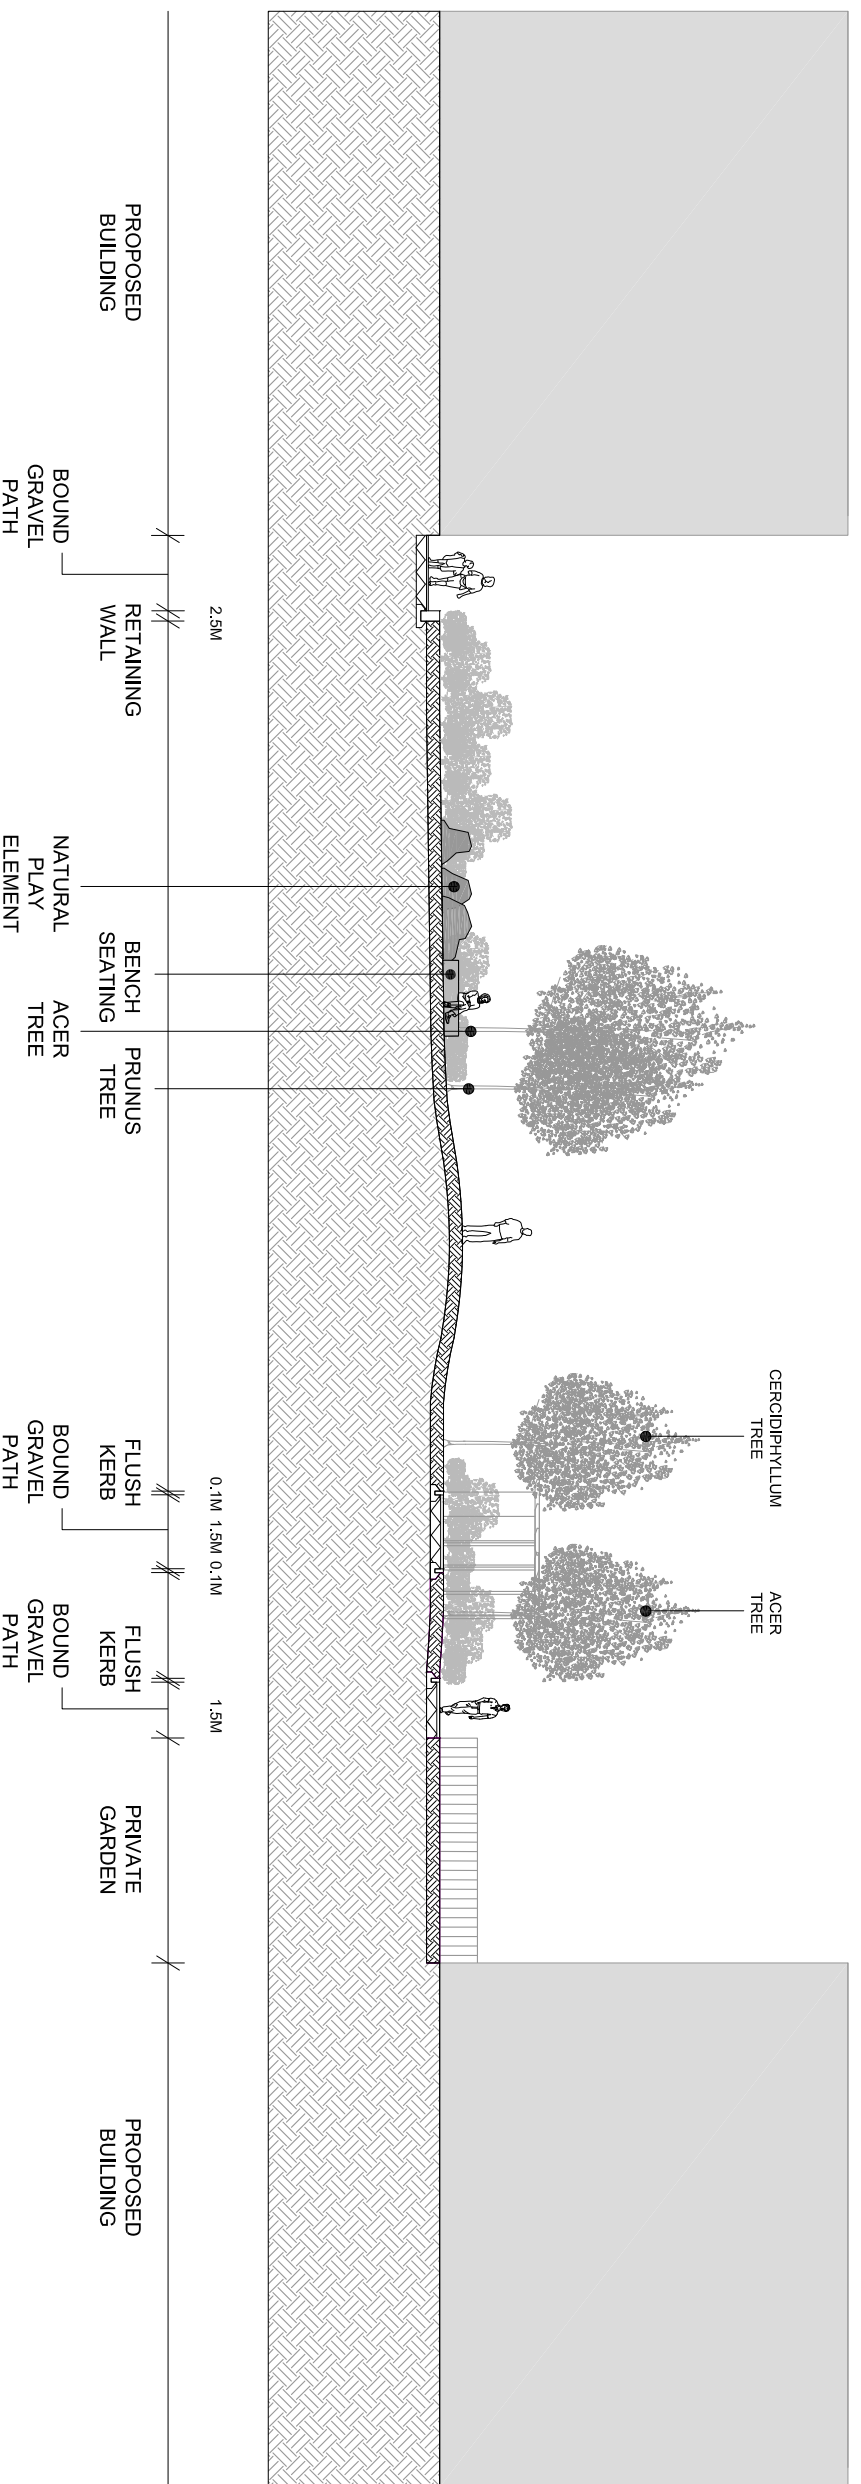 CERCIDIPHYLLUM
TREE
ACER
TREE
2.5M
0.1M 1.5M 0.1M
1.5M
PROPOSED
BUILDING
BOUND
GRAVEL
PATH
RETAINING
WALL
NATURAL
PLAY
ELEMENT
BENCH
SEATING
ACER
TREE
PRUNUS
TREE
FLUSH
KERB
BOUND
GRAVEL
PATH
FLUSH
KERB
BOUND
GRAVEL
PATH
PRIVATE
GARDEN
PROPOSED
BUILDING